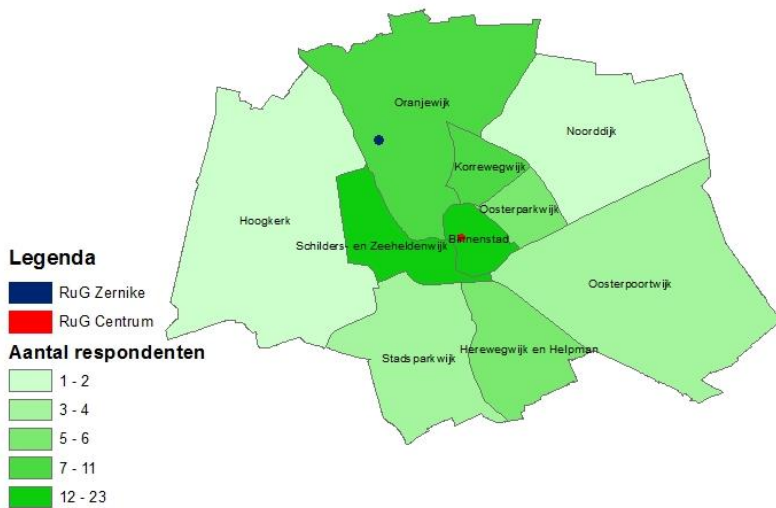 Oranjewijk
Noorddijk
Korrewegwijk
Oosterparkwijk
Hoogkerk
Binnenstad
Schilders- en Zeeheldenwijk
Oosterpoortwijk
Stadsparkwijk
Herewegwijk en Helpman
Legenda
RuG Zernike
RuG Centrum
Aantal respondenten
1 - 2
3 - 4
5 - 6
7 - 11
12 - 23